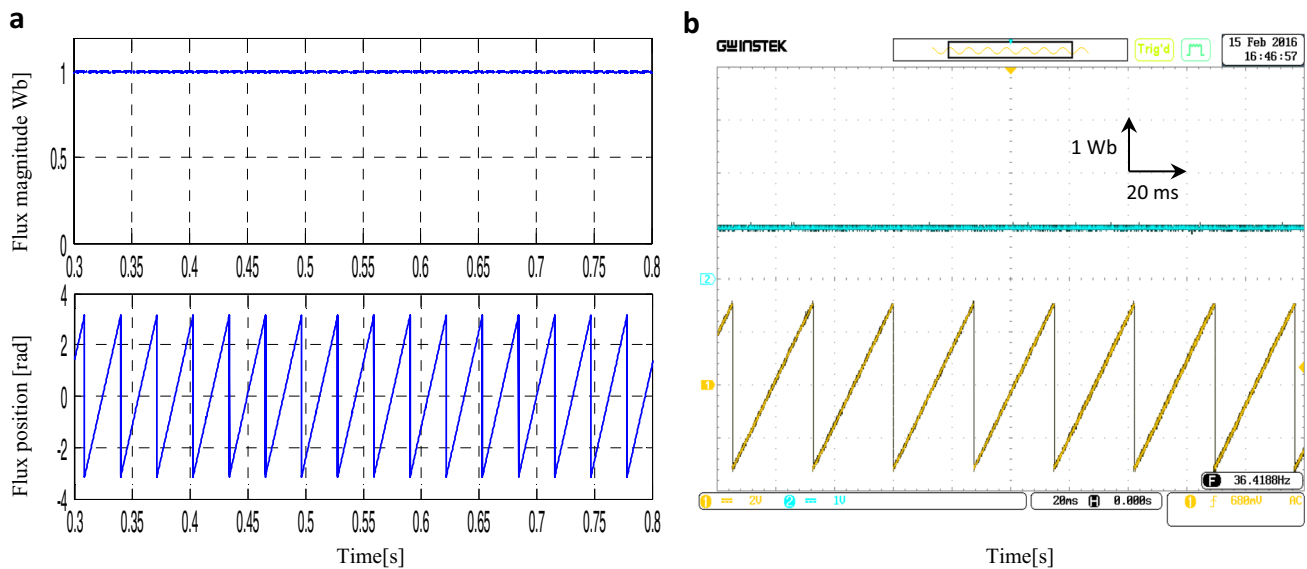 a
Flux magnitude Wb
1
0.5
0
0.3 0.35 0.4 0.45 0.5 0.55 0.6 0.65 0.7 0.75 0.8
Flux position [rad]
4
2
0
-2
-4
0.3 0.35 0.4 0.45 0.5 0.55 0.6 0.65 0.7 0.75 0.8
Time[s]
b
GWINSTEK
Trig'd
15 Feb 2016
16:46:57
1 Wb
20 ms
2
1
F 36.4188Hz
1 2V 2 1V
20ms H 0.000s
1 680mV AC
Time[s]